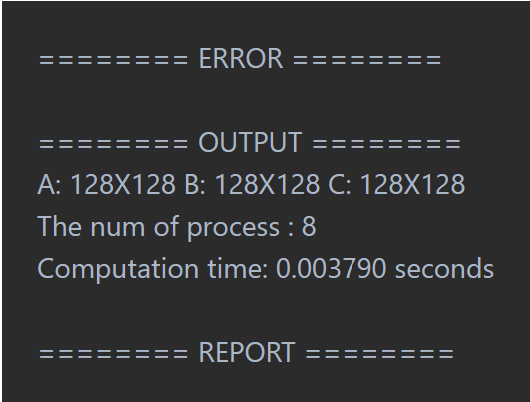 ======== ERROR ========
======== OUTPUT ========
A: 128X128 B: 128X128 C: 128X128
The num of process : 8
Computation time: 0.003790 seconds
======== REPORT ========